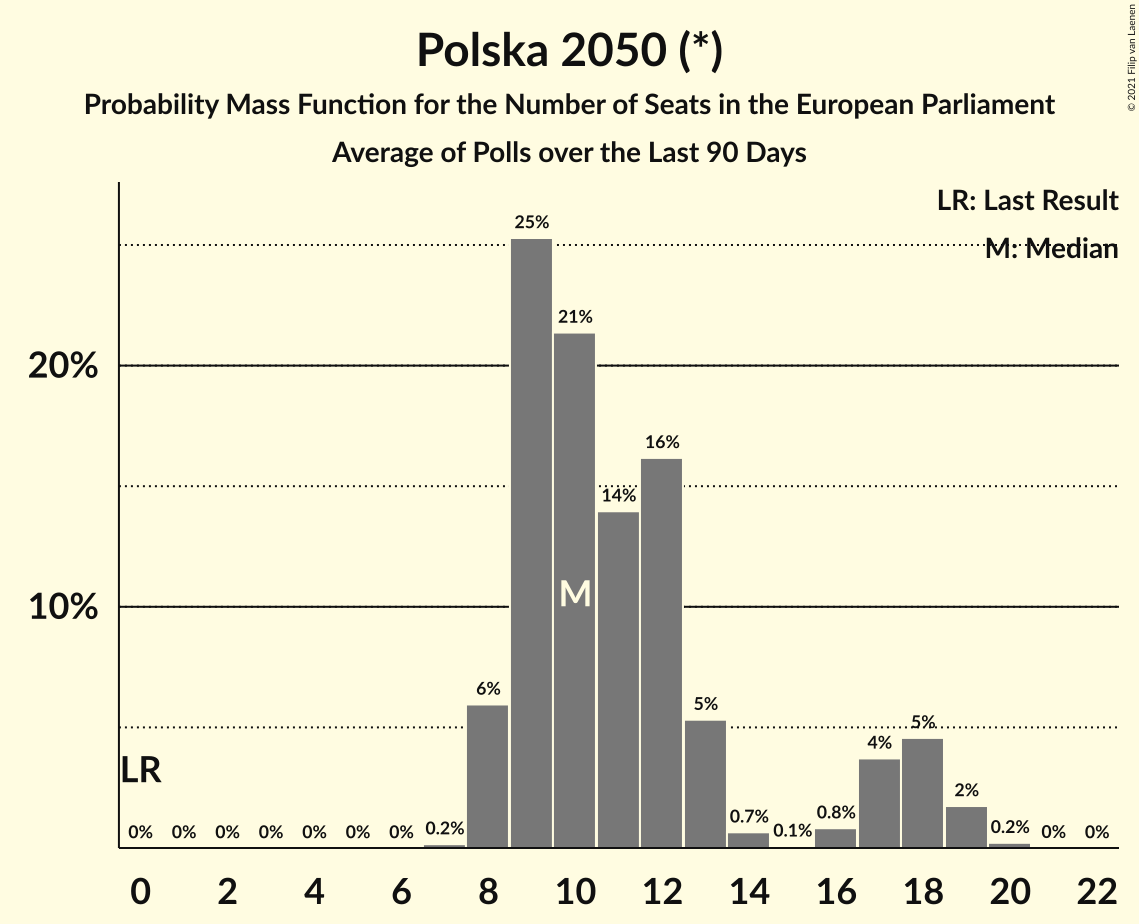 Polska 2050 (*)
Probability Mass Function for the Number of Seats in the European Parliament
Average of Polls over the Last 90 Days
© 2021 Filip van Laenen
LR: Last Result
M: Median
20%
10%
25%
21%
16%
14%
6%
5%
5%
4%
2%
0.7%
0.1%
0.8%
0.2%
0% 0% 0% 0% 0% 0% 0% 0.2%
0% 0%
M
LR
0 2 4 6 8 10 12 14 16 18 20 22